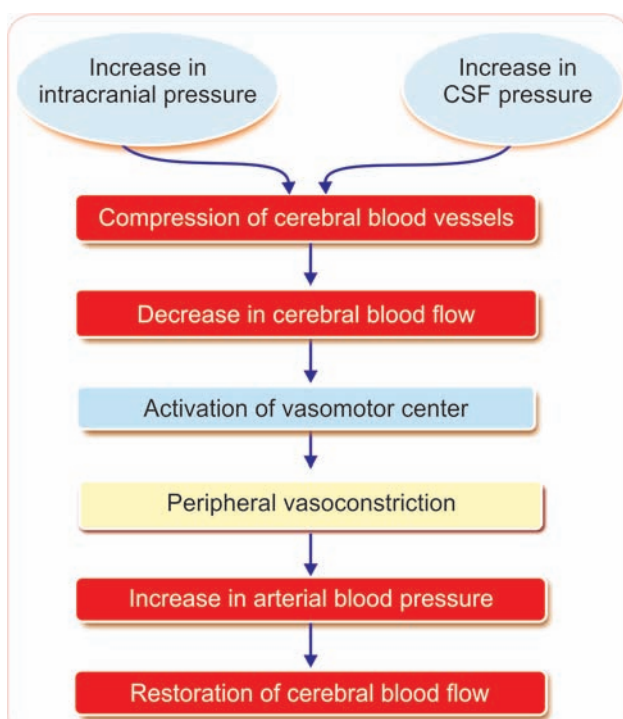 Increase in
intracranial pressure
Increase in
CSF pressure
Compression of cerebral blood vessels
Decrease in cerebral blood flow
Activation of vasomotor center
Peripheral vasoconstriction
Increase in arterial blood pressure
Restoration of cerebral blood flow